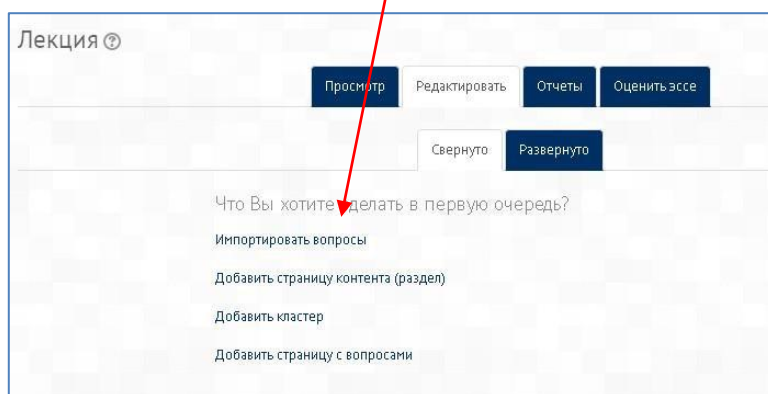 Лекция
Просмотр Редактировать Отчеты Оценить эссе
Свернуто Развернуто
Что Вы хотите сделать в первую очередь?
Импортировать вопросы
Добавить страницу контента (раздел)
Добавить кластер
Добавить страницу с вопросами